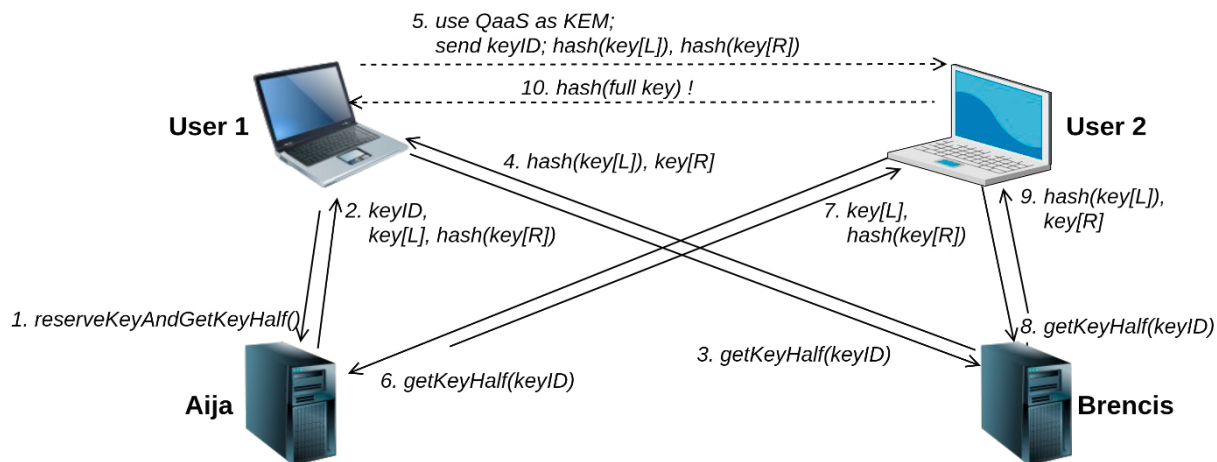 5. use QaaS as KEM;
send keyID; hash(key[L]), hash(key[R])
10. hash(full key) !
User 1
User 2
4. hash(key[L]), key[R]
2. keyID,
key[L], hash(key[R])
7. key[L],
hash(key[R])
9. hash(key[L]),
key[R]
1. reserveKeyAndGetKeyHalf()
8. getKeyHalf(keyID)
3. getKeyHalf(keyID)
6. getKeyHalf(keyID)
Aija
Brencis